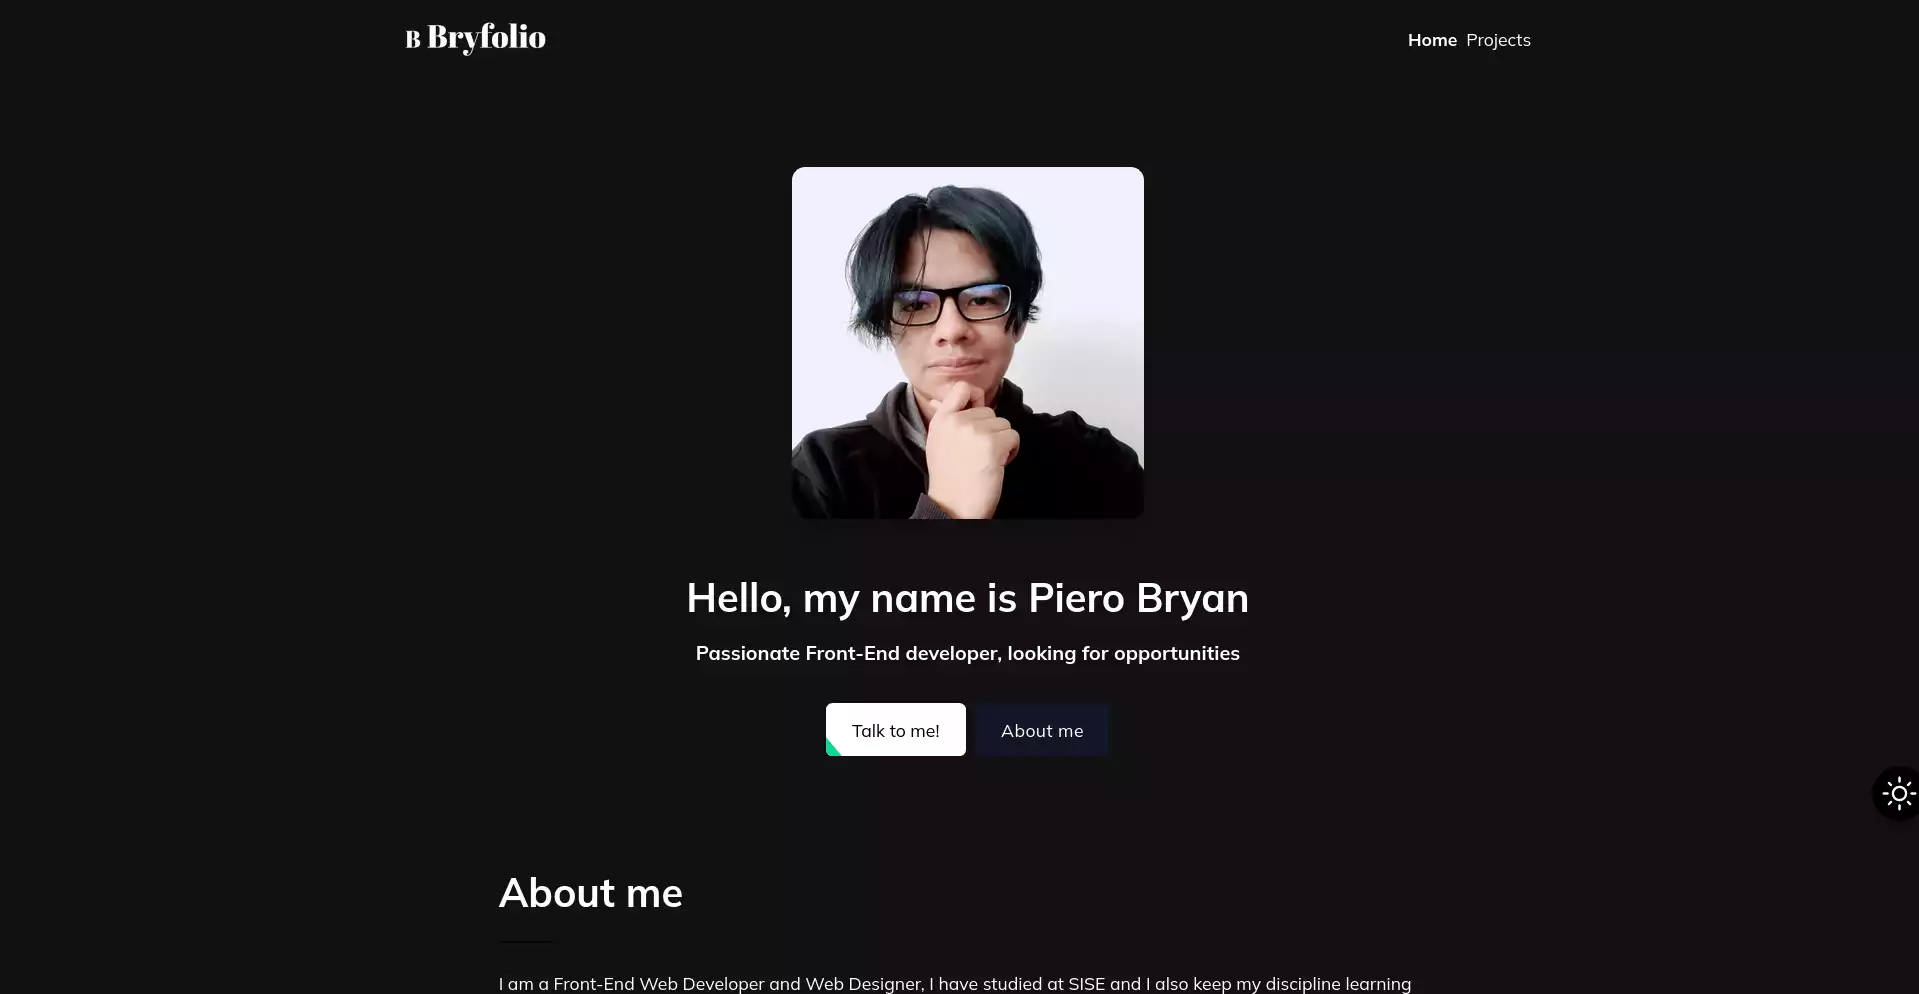 B Bryfolio
Home Projects
Hello, my name is Piero Bryan
Passionate Front-End developer, looking for opportunities
Talk to me! About me
About me
I am a Front-End Web Developer and Web Designer, I have studied at SISE and I also keep my discipline learning